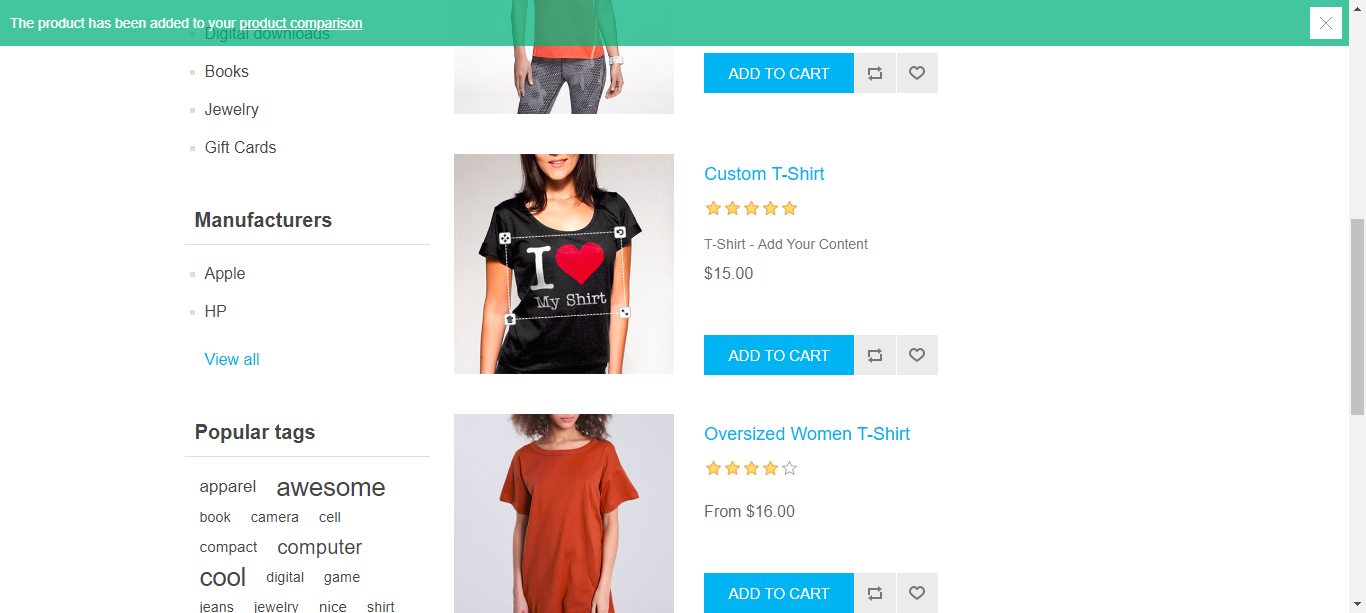 The product has been added to your product comparison
Digital downloads
Books
Jewelry
Gift Cards
Manufacturers
Apple
HP
View all
Popular tags
apparel awesome
book camera cell
compact computer
cool digital game
jeans jewelry nice shirt
ADD TO CART
I
My Shirt
Custom T-Shirt
T-Shirt - Add Your Content
$15.00
ADD TO CART
Oversized Women T-Shirt
From $16.00
ADD TO CART